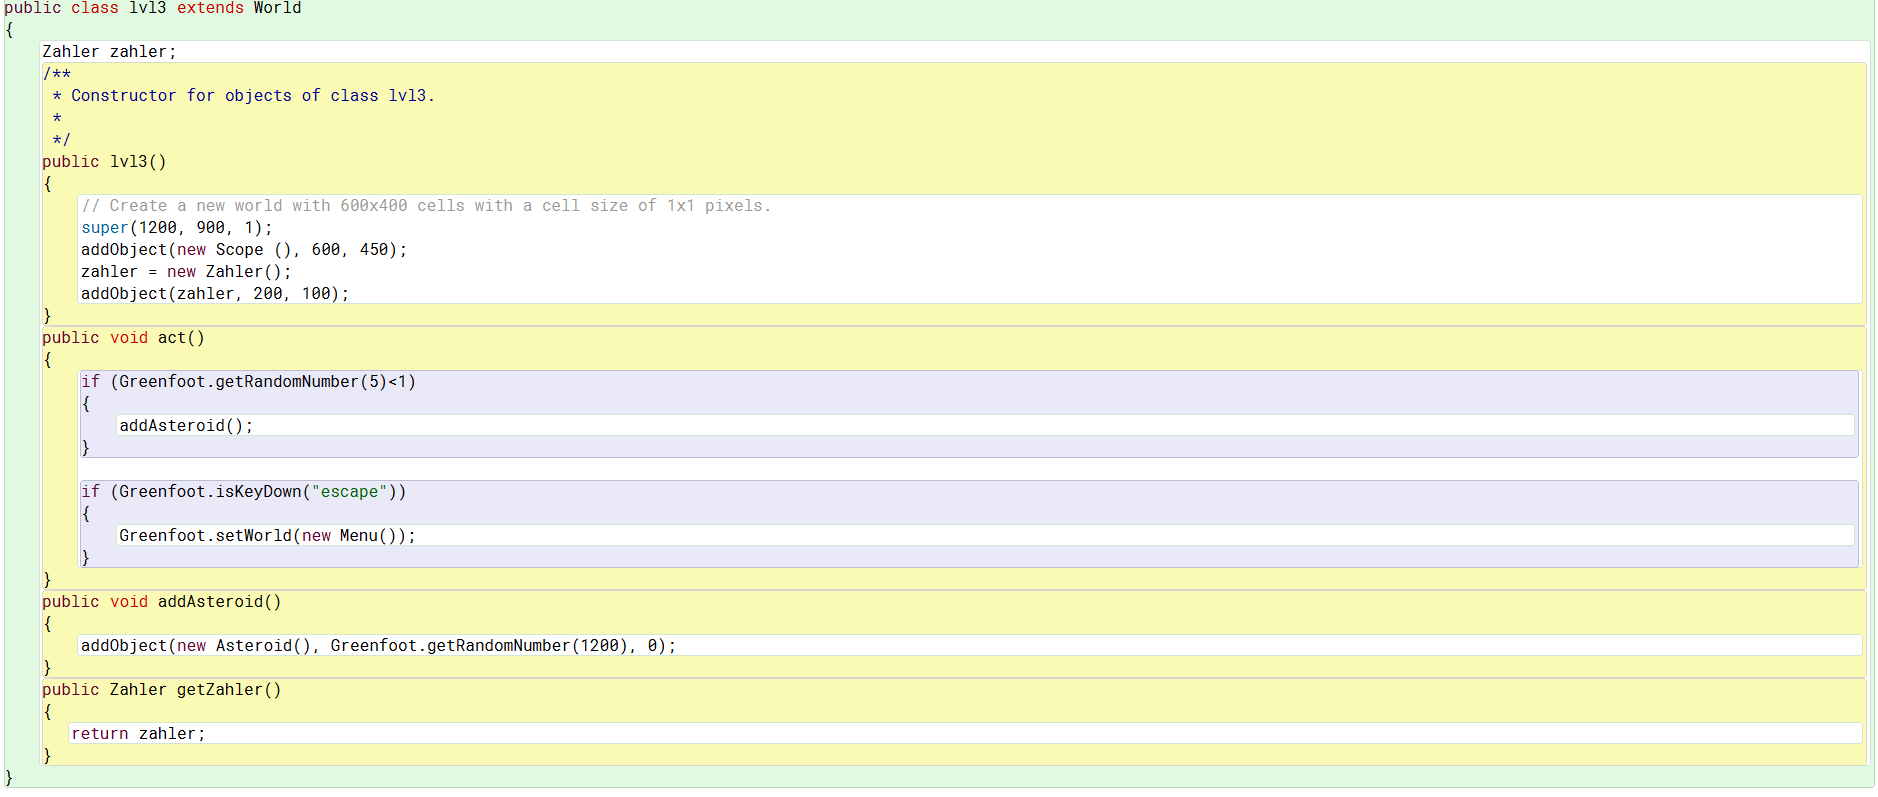 public class lvl3 extends World
{
Zahler zahler;
/**
* Constructor for objects of class lvl3.
*
*/
public lvl3()
{
// Create a new world with 600x400 cells with a cell size of 1x1 pixels.
super(1200, 900, 1);
addObject(new Scope (), 600, 450);
zahler = new Zahler();
addObject(zahler, 200, 100);
}
public void act()
{
if (Greenfoot.getRandomNumber(5)<1)
{
addAsteroid();
}
if (Greenfoot.isKeyDown("escape"))
{
Greenfoot.setWorld(new Menu());
}
}
public void addAsteroid()
{
addObject(new Asteroid(), Greenfoot.getRandomNumber(1200), 0);
}
public Zahler getZahler()
{
return zahler;
}
}